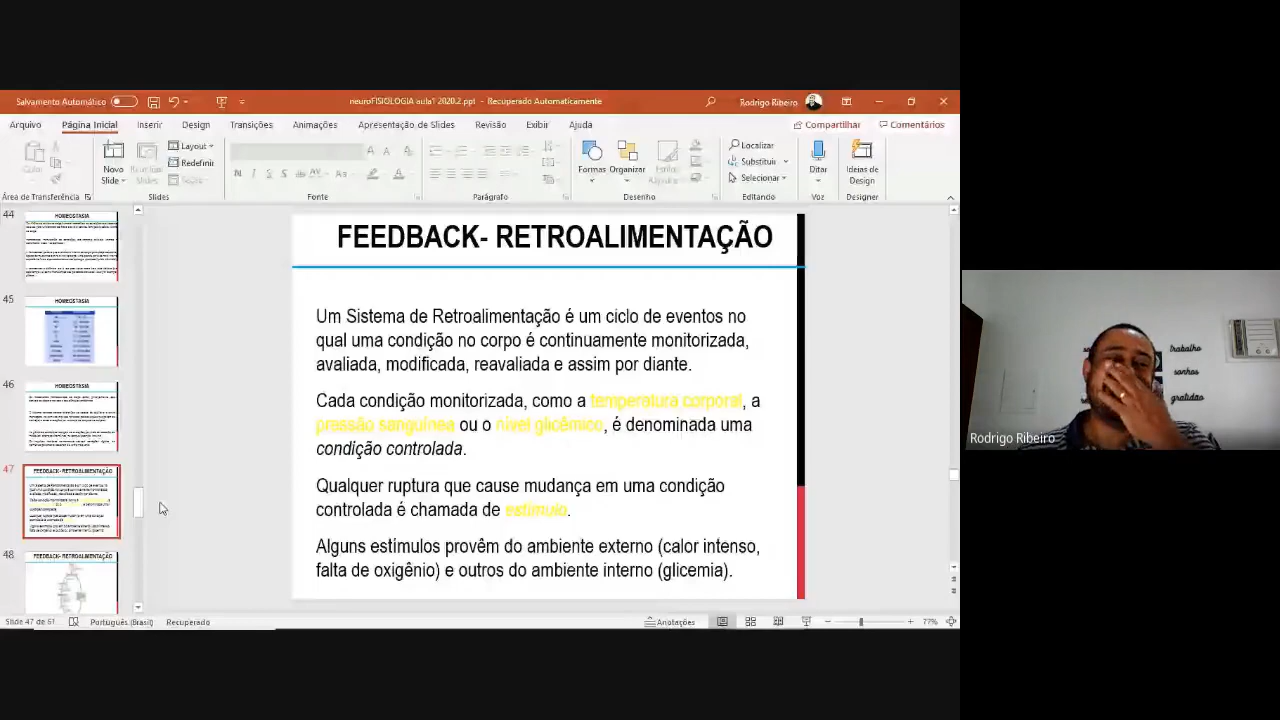 Salvamento Automático
neuroFISIOLOGIA aula1 2020.2.ppt - Recuperado Automaticamente
Rodrigo Ribeiro
Arquivo Página Inicial Inserir Design Transições Animações Apresentação de Slides Revisão Exibir Ajuda
Compartilhar Comentários
Colar
Novo Slide
Reutilizar Slides
Layout
Redefinir
Seção
Formas
Organizar
Estilos Rápidos
Localizar
Substituir
Selecionar
Ditar
Ideias de Design
Área de Transferência Slides Fonte Parágrafo Desenho Editando Voz Designer
44
HOMEOSTASIA
45
HOMEOSTASIA
46
HOMEOSTASIA
47
FEEDBACK- RETROALIMENTAÇÃO
48
FEEDBACK- RETROALIMENTAÇÃO
FEEDBACK- RETROALIMENTAÇÃO
Um Sistema de Retroalimentação é um ciclo de eventos no
qual uma condição no corpo é continuamente monitorizada,
avaliada, modificada, reavaliada e assim por diante.
Cada condição monitorizada, como a temperatura corporal, a
pressão sanguínea ou o nível glicêmico, é denominada uma
condição controlada.
Qualquer ruptura que cause mudança em uma condição
controlada é chamada de estímulo.
Alguns estímulos provêm do ambiente externo (calor intenso,
falta de oxigênio) e outros do ambiente interno (glicemia).
Slide 47 de 61 Português (Brasil) Recuperado
Anotações
77%
trabalho
sonhos
gratidão
Rodrigo Ribeiro